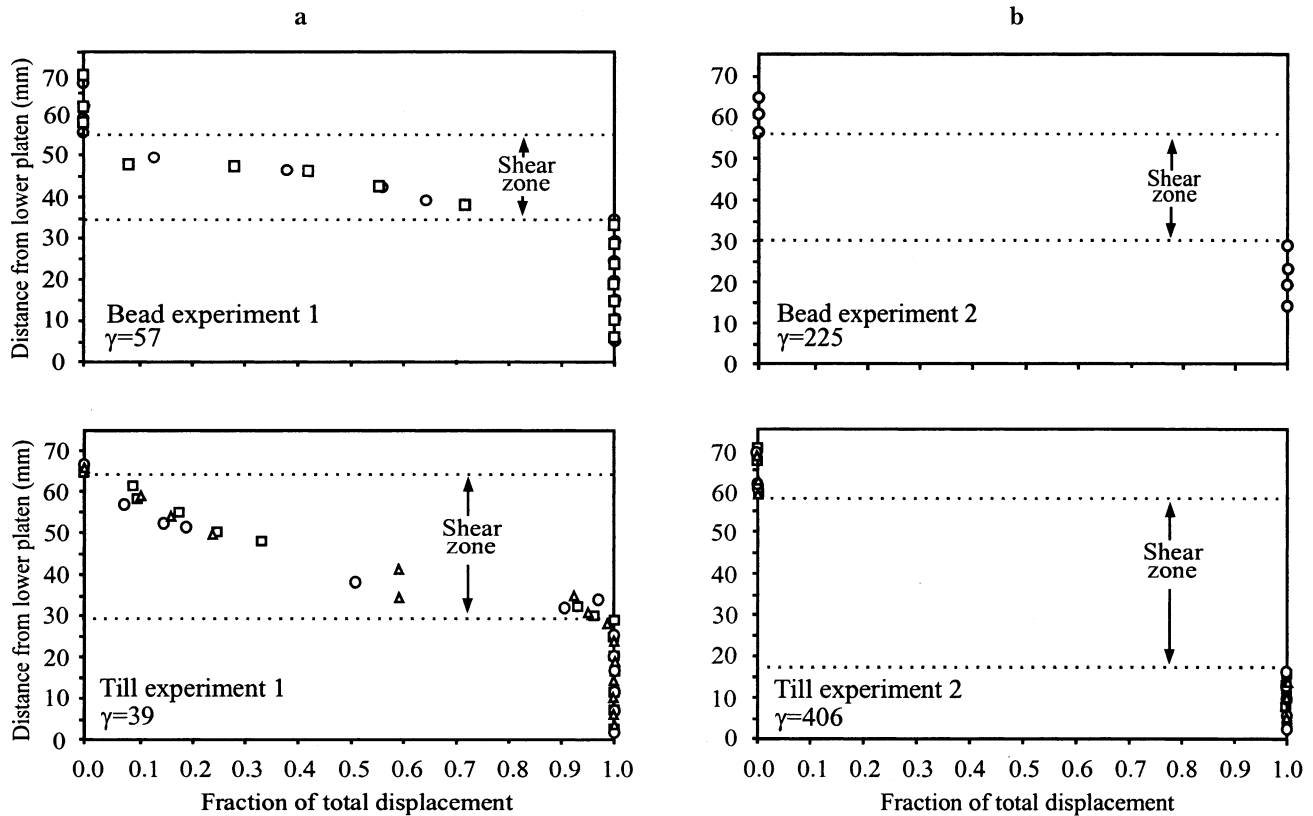 a
b
Distance from lower platen (mm)
70
60
50
40
30
20
10
0
Shear
zone
Bead experiment 1
γ=57
70
60
50
40
30
20
10
0
Shear
zone
Bead experiment 2
γ=225
Distance from lower platen (mm)
70
60
50
40
30
20
10
0
Shear
zone
Till experiment 1
γ=39
0.0 0.1 0.2 0.3 0.4 0.5 0.6 0.7 0.8 0.9 1.0
Fraction of total displacement
70
60
50
40
30
20
10
0
Shear
zone
Till experiment 2
γ=406
0.0 0.1 0.2 0.3 0.4 0.5 0.6 0.7 0.8 0.9 1.0
Fraction of total displacement